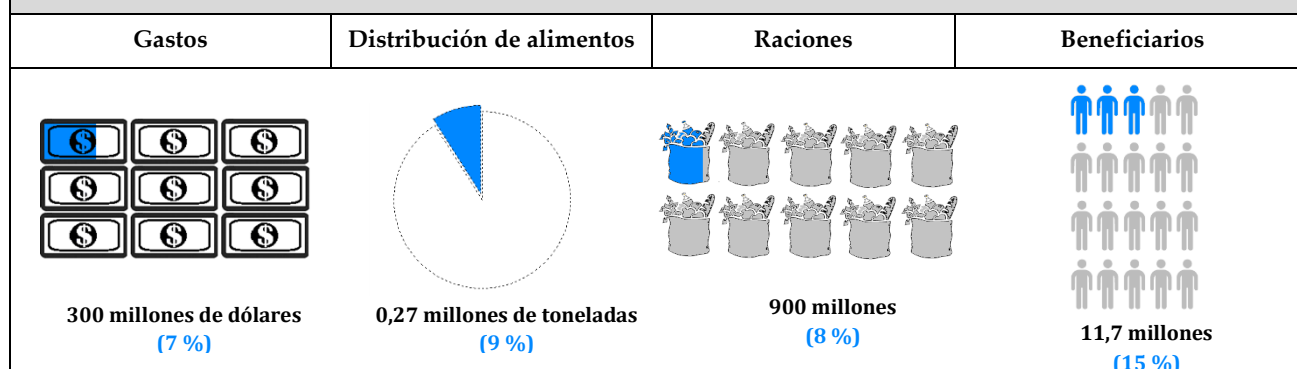 Gastos
Distribución de alimentos
Raciones
Beneficiarios
300 millones de dólares
(7 %)
0,27 millones de toneladas
(9 %)
900 millones
(8 %)
11,7 millones
(15 %)